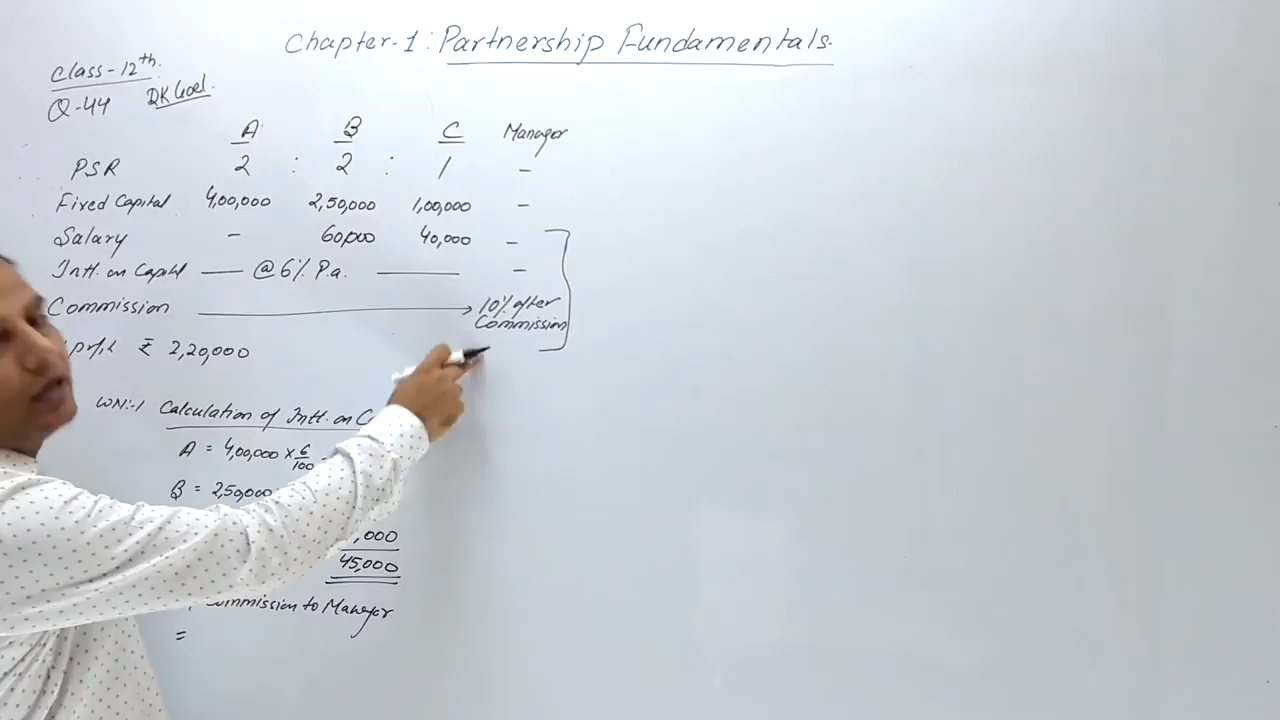 Chapter-1: Partnership Fundamentals.
Class-12th.
Q-44 DK Goel.
A B C Manager
PSR 2 : 2 : 1 -
Fixed Capital 4,00,000 2,50,000 1,00,000 -
Salary - 60,000 40,000 -
Intt. on Capital — @ 6% P.a. — -
Commission → 10% after
Commission
₹ 2,20,000
WN:-1 Calculation of Intt. on
A = 4,00,000 × 6/100
B = 2,50,000
,000
45,000
Commission to Manager
=